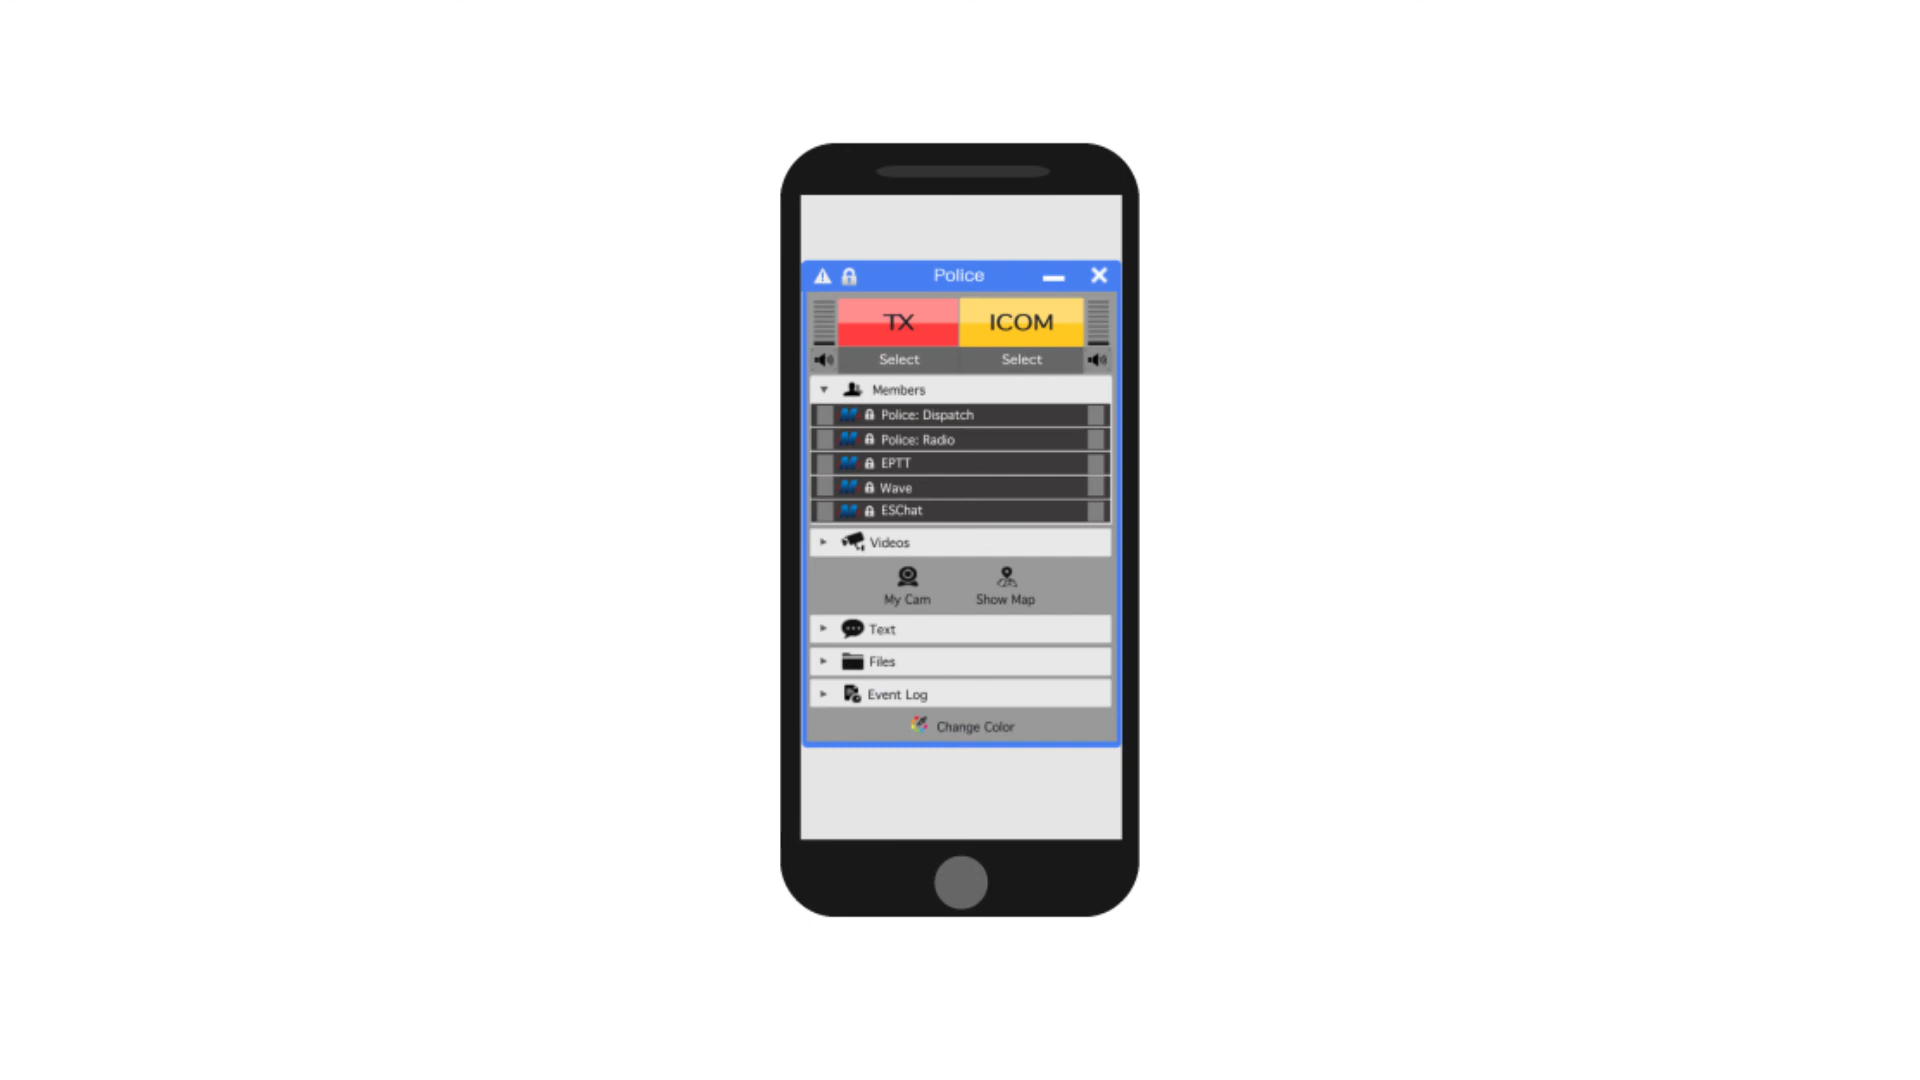 Police
TX ICOM
Select Select
Members
Police: Dispatch
Police: Radio
EPTT
Wave
ESChat
Videos
My Cam Show Map
Text
Files
Event Log
Change Color